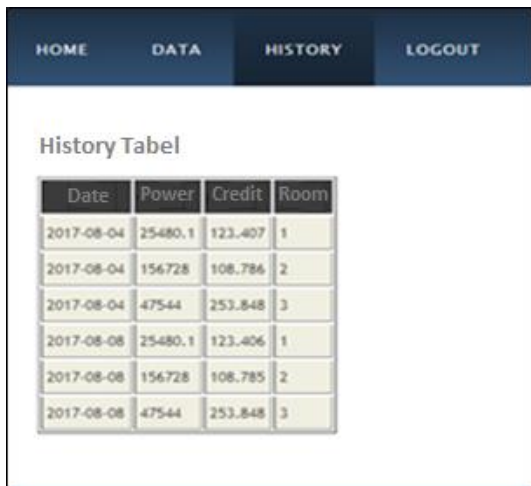 HOME DATA HISTORY LOGOUT
History Tabel
Date Power Credit Room
2017-08-04 25480.1 123.407 1
2017-08-04 156728 108.786 2
2017-08-04 47544 253.848 3
2017-08-08 25480.1 123.406 1
2017-08-08 156728 108.785 2
2017-08-08 47544 253.848 3